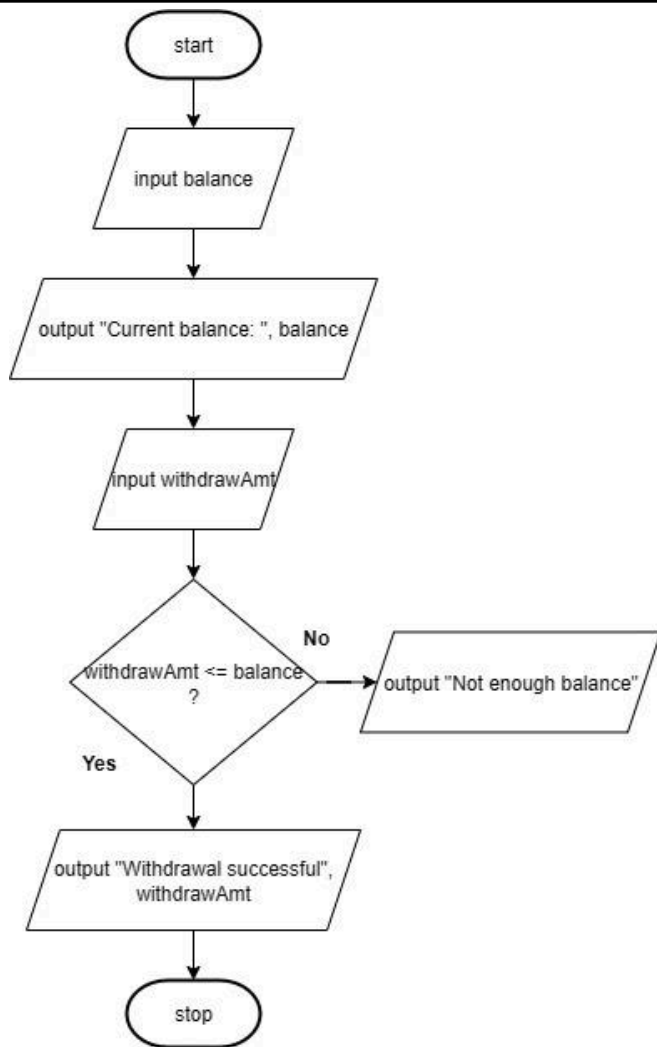 start
input balance
output "Current balance: ", balance
input withdrawAmt
withdrawAmt <= balance
?
No
output "Not enough balance"
Yes
output "Withdrawal successful",
withdrawAmt
stop